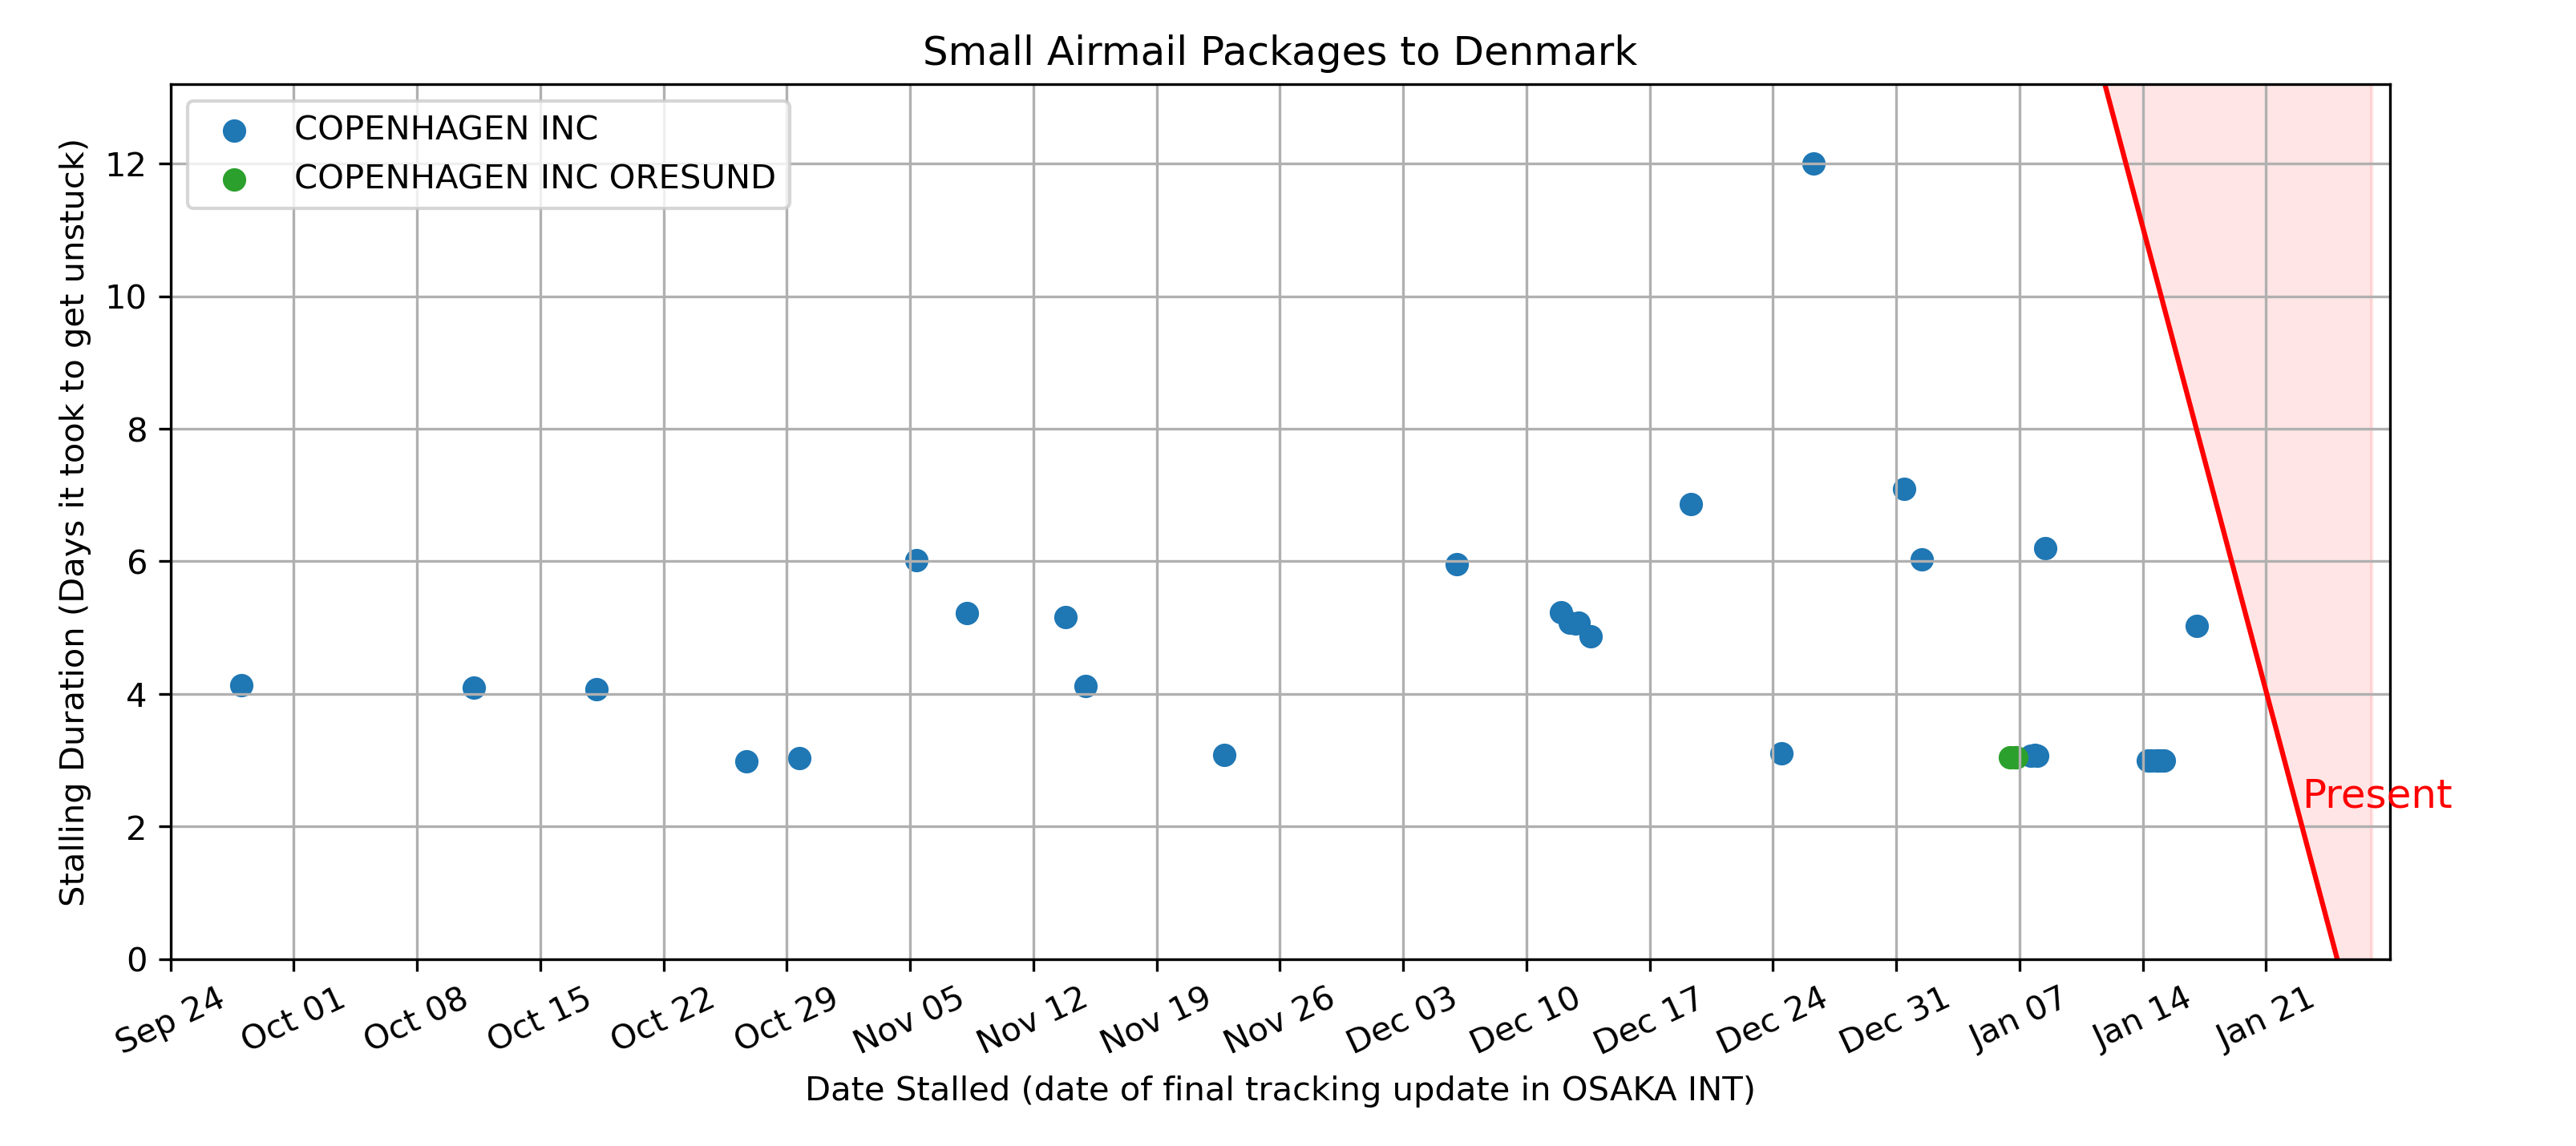 Small Airmail Packages to Denmark
COPENHAGEN INC
COPENHAGEN INC ORESUND
Stalling Duration (Days it took to get unstuck)
12
10
8
6
4
2
0
Present
Sep 24 Oct 01 Oct 08 Oct 15 Oct 22 Oct 29 Nov 05 Nov 12 Nov 19 Nov 26 Dec 03 Dec 10 Dec 17 Dec 24 Dec 31 Jan 07 Jan 14 Jan 21
Date Stalled (date of final tracking update in OSAKA INT)